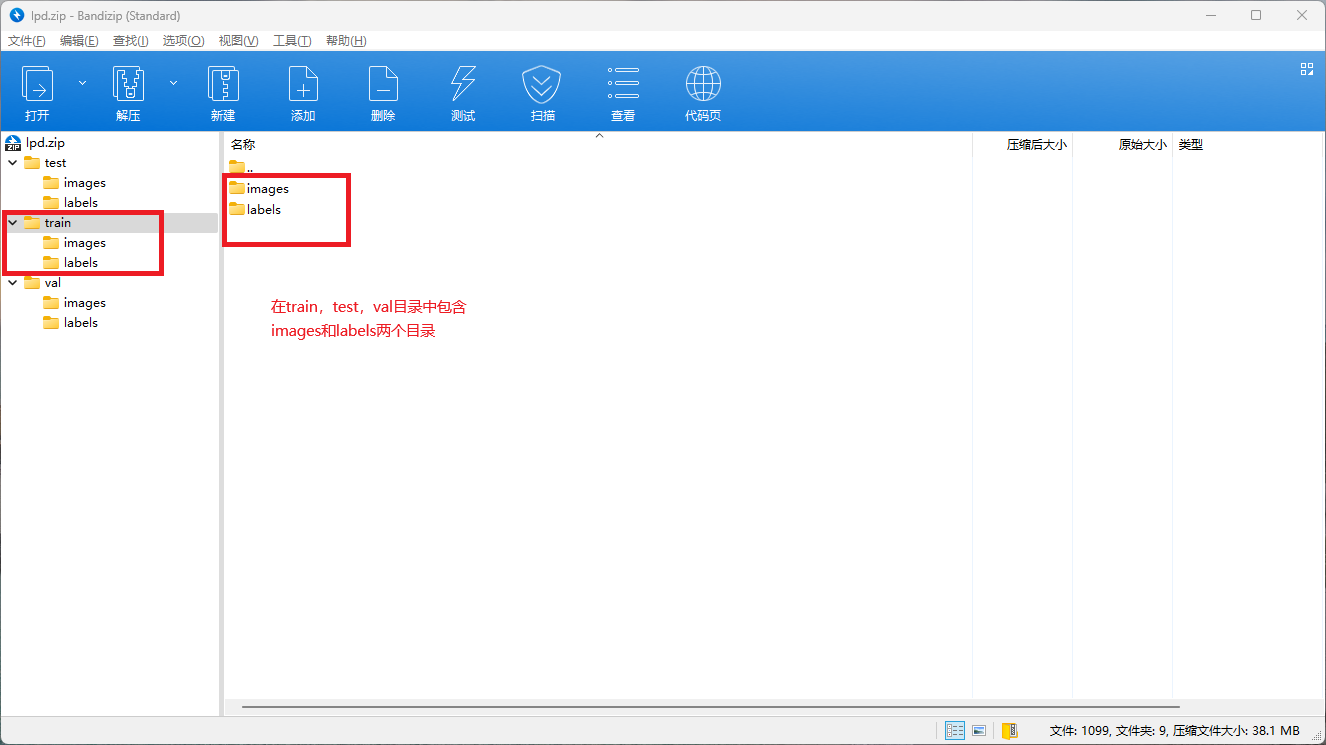 lpd.zip - Bandizip (Standard)
文件(F) 编辑(E) 查找(I) 选项(O) 视图(V) 工具(T) 帮助(H)
打开 解压 新建 添加 删除 测试 扫描 查看 代码页
lpd.zip
test
images
labels
train
images
labels
val
images
labels
名称 压缩后大小 原始大小 类型
..
images
labels
在train，test，val目录中包含
images和labels两个目录
文件: 1099, 文件夹: 9, 压缩文件大小: 38.1 MB